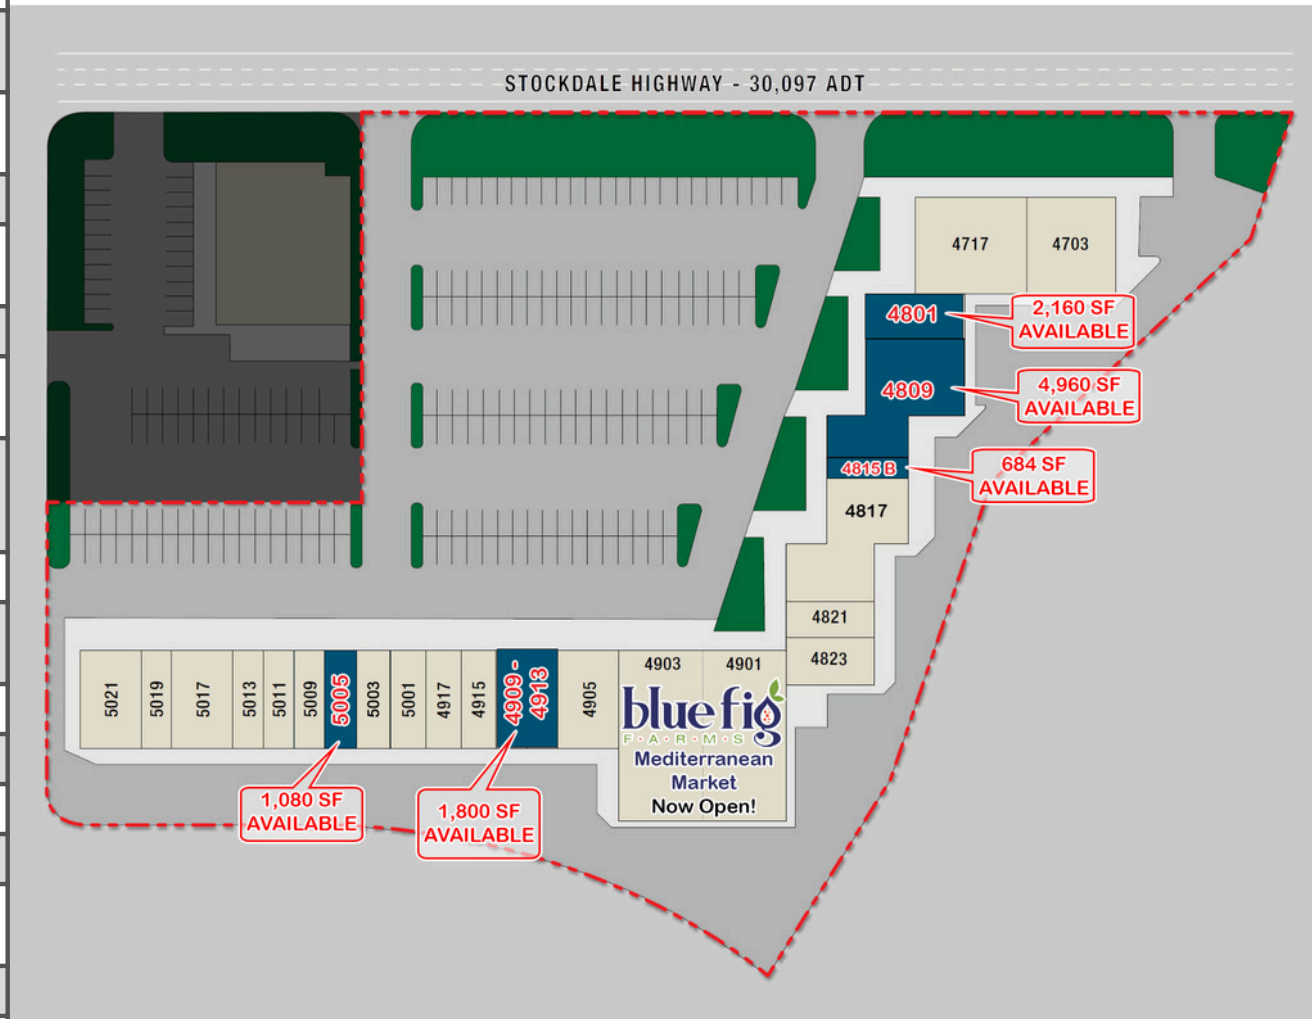 STOCKDALE HIGHWAY - 30,097 ADT
4717
4703
4801
2,160 SF
AVAILABLE
4809
4,960 SF
AVAILABLE
4815 B
684 SF
AVAILABLE
4817
4821
4823
5021
5019
5017
5013
5011
5009
5005
5003
5001
4917
4915
4909-
4913
4905
4903
4901
blue fig
FARMS
Mediterranean
Market
Now Open!
1,080 SF
AVAILABLE
1,800 SF
AVAILABLE